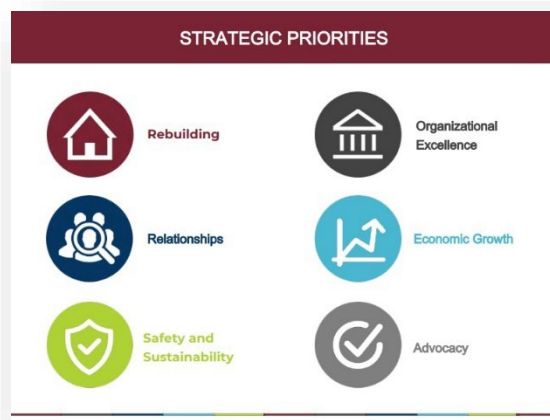 STRATEGIC PRIORITIES
Rebuilding
Organizational
Excellence
Relationships
Economic Growth
Safety and
Sustainability
Advocacy